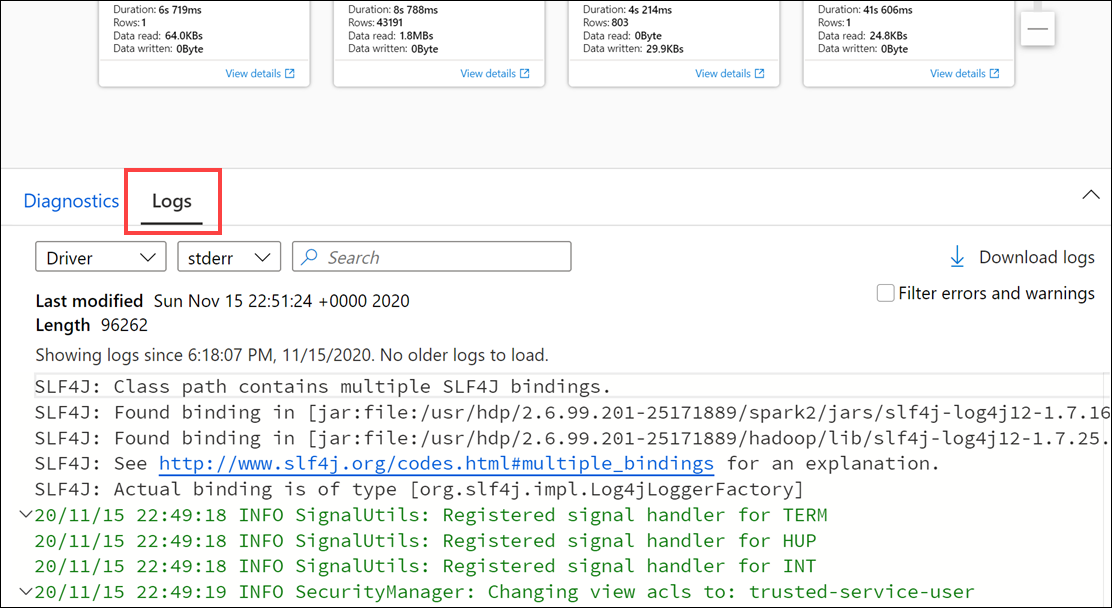 Duration: 6s 719ms
Rows: 1
Data read: 64.0KBs
Data written: 0Byte
View details
Duration: 8s 788ms
Rows: 43191
Data read: 1.8MBs
Data written: 0Byte
View details
Duration: 4s 214ms
Rows: 803
Data read: 0Byte
Data written: 29.9KBs
View details
Duration: 41s 606ms
Rows: 1
Data read: 24.8KBs
Data written: 0Byte
View details
Diagnostics Logs
Driver stderr Search Download logs
Last modified Sun Nov 15 22:51:24 +0000 2020
Filter errors and warnings
Length 96262
Showing logs since 6:18:07 PM, 11/15/2020. No older logs to load.
SLF4J: Class path contains multiple SLF4J bindings.
SLF4J: Found binding in [jar:file:/usr/hdp/2.6.99.201-25171889/spark2/jars/slf4j-log4j12-1.7.16
SLF4J: Found binding in [jar:file:/usr/hdp/2.6.99.201-25171889/hadoop/lib/slf4j-log4j12-1.7.25.
SLF4J: See http://www.slf4j.org/codes.html#multiple_bindings for an explanation.
SLF4J: Actual binding is of type [org.slf4j.impl.Log4jLoggerFactory]
20/11/15 22:49:18 INFO SignalUtils: Registered signal handler for TERM
20/11/15 22:49:18 INFO SignalUtils: Registered signal handler for HUP
20/11/15 22:49:18 INFO SignalUtils: Registered signal handler for INT
20/11/15 22:49:19 INFO SecurityManager: Changing view acls to: trusted-service-user